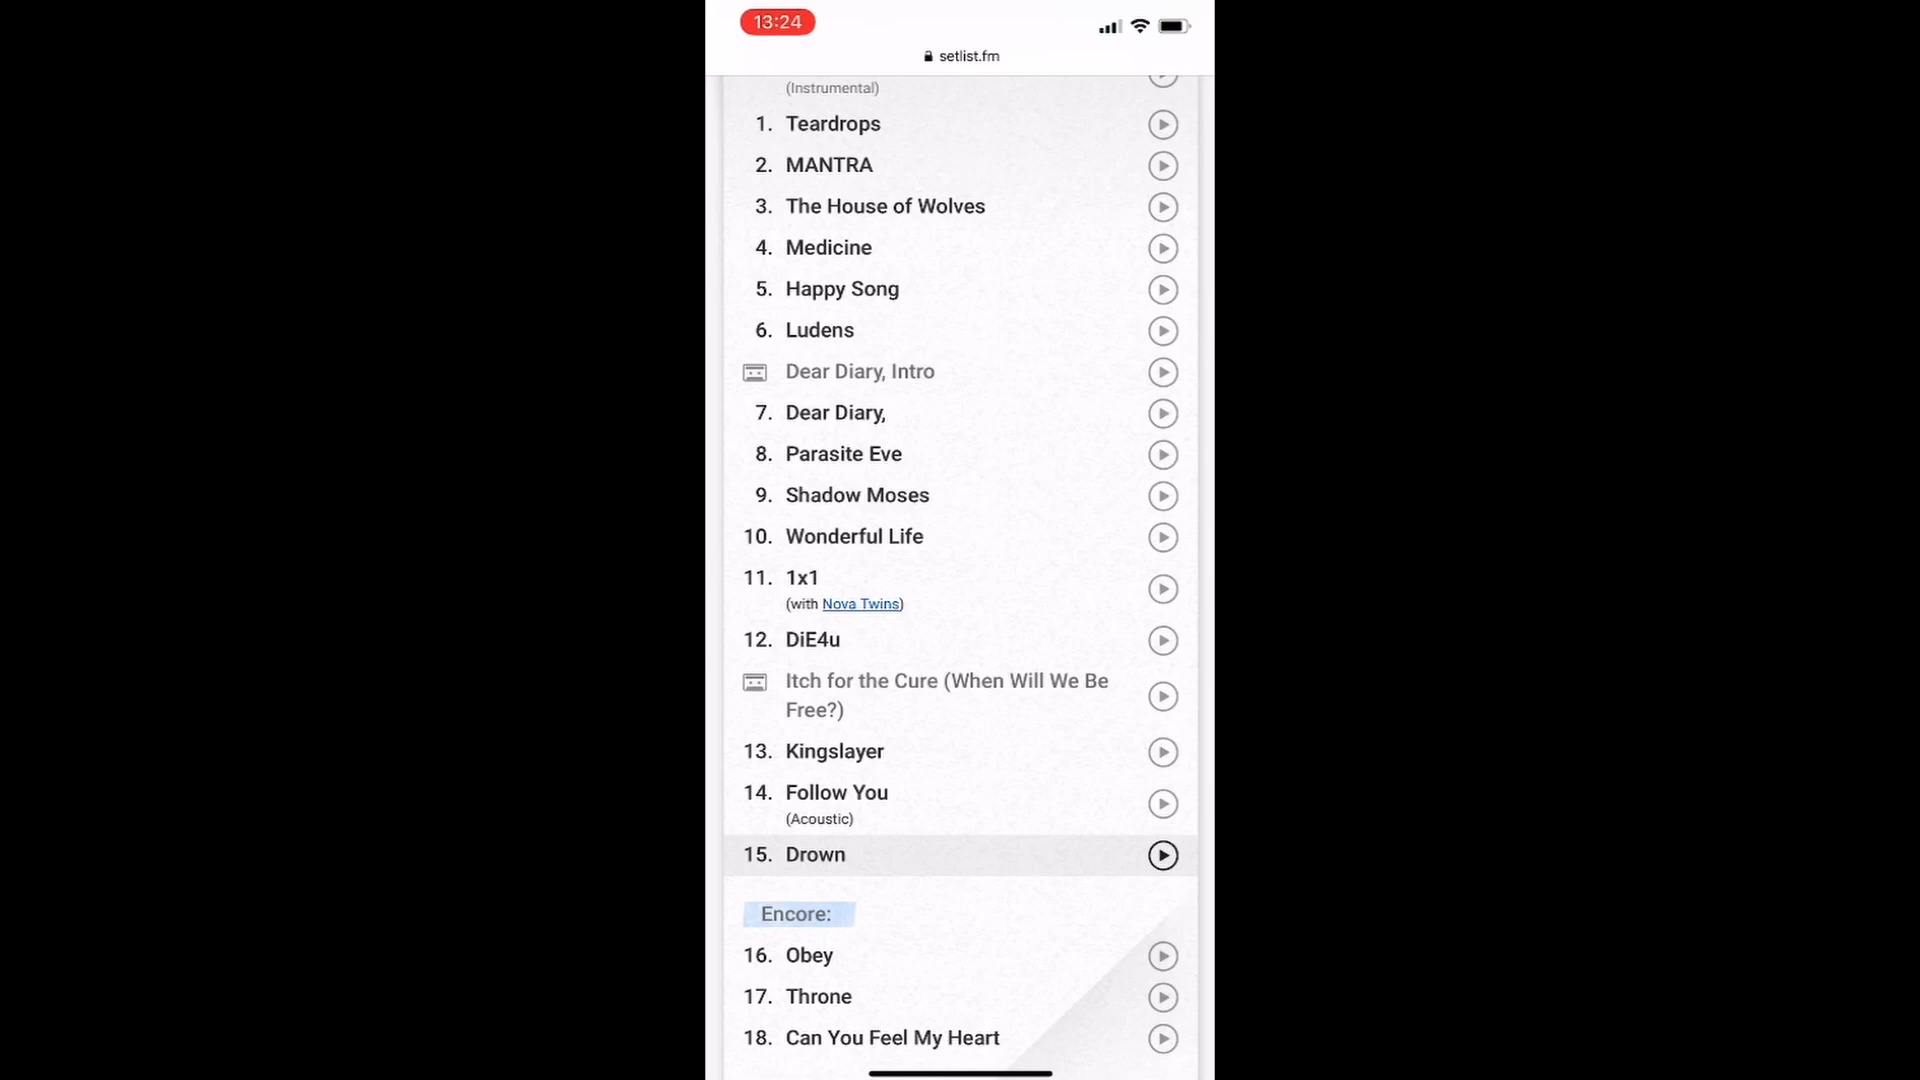 13:24
setlist.fm
(Instrumental)
1. Teardrops
2. MANTRA
3. The House of Wolves
4. Medicine
5. Happy Song
6. Ludens
Dear Diary, Intro
7. Dear Diary,
8. Parasite Eve
9. Shadow Moses
10. Wonderful Life
11. 1x1
(with Nova Twins)
12. DiE4u
Itch for the Cure (When Will We Be
Free?)
13. Kingslayer
14. Follow You
(Acoustic)
15. Drown
Encore:
16. Obey
17. Throne
18. Can You Feel My Heart